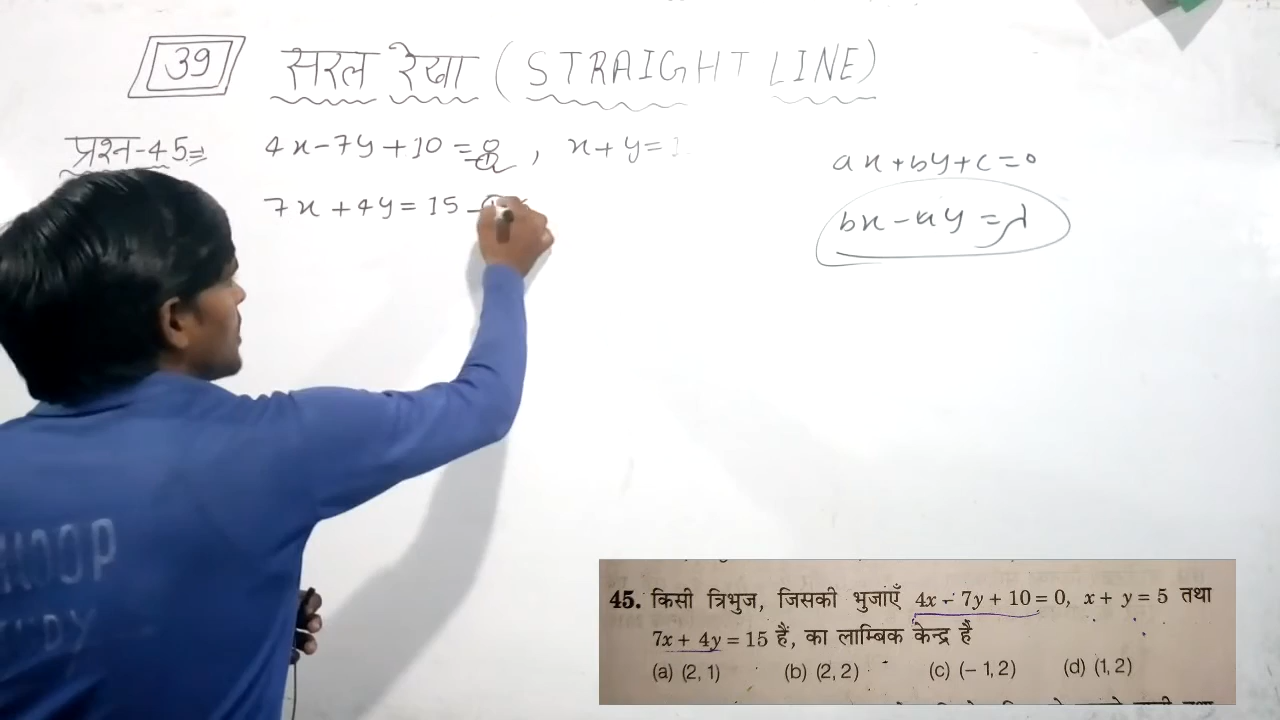 39 सरल रेखा (STRAIGHT LINE)
प्रश्न-45⇒ 4x-7y+10=0, x+y=
7x+4y=15
ax+by+c=0
bx-ay=λ
45. किसी त्रिभुज, जिसकी भुजाएँ 4x - 7y + 10 = 0, x + y = 5 तथा
7x + 4y = 15 हैं, का लाम्बिक केन्द्र है
(a) (2, 1) (b) (2, 2) (c) (- 1, 2) (d) (1, 2)